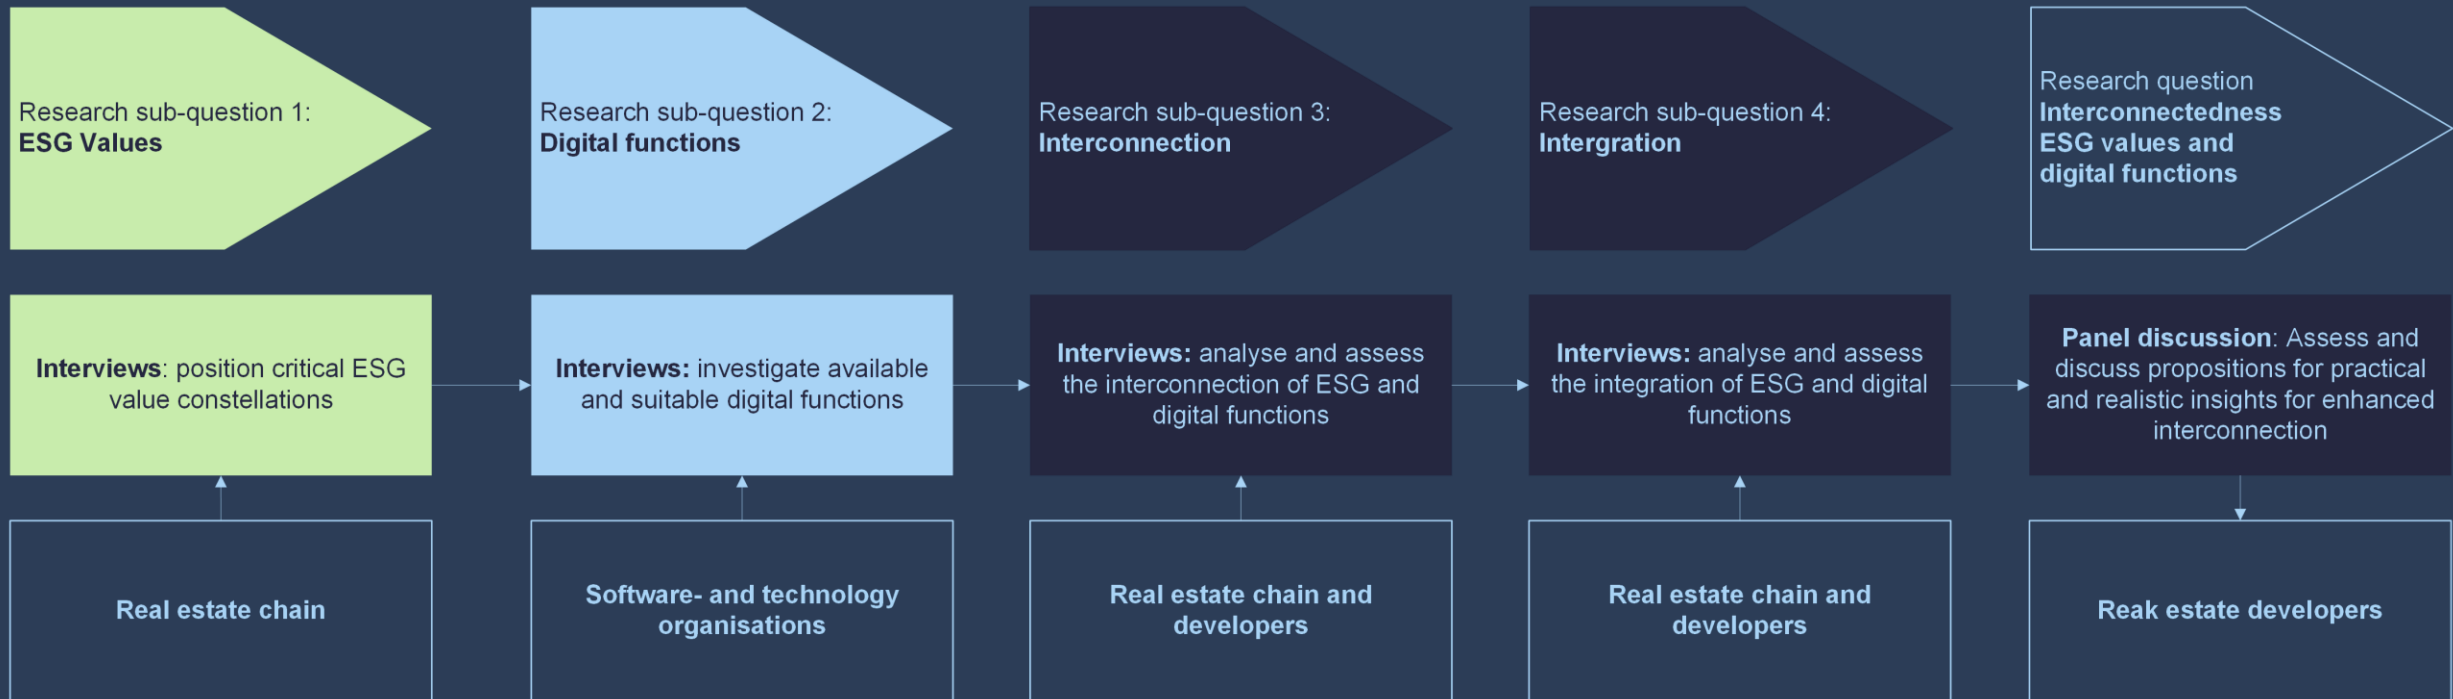 Research sub-question 1:
ESG Values
Research sub-question 2:
Digital functions
Research sub-question 3:
Interconnection
Research sub-question 4:
Intergration
Research question
Interconnectedness
ESG values and
digital functions
Interviews: position critical ESG
value constellations
Interviews: investigate available
and suitable digital functions
Interviews: analyse and assess
the interconnection of ESG and
digital functions
Interviews: analyse and assess
the integration of ESG and digital
functions
Panel discussion: Assess and
discuss propositions for practical
and realistic insights for enhanced
interconnection
Real estate chain
Software- and technology
organisations
Real estate chain and
developers
Real estate chain and
developers
Reak estate developers